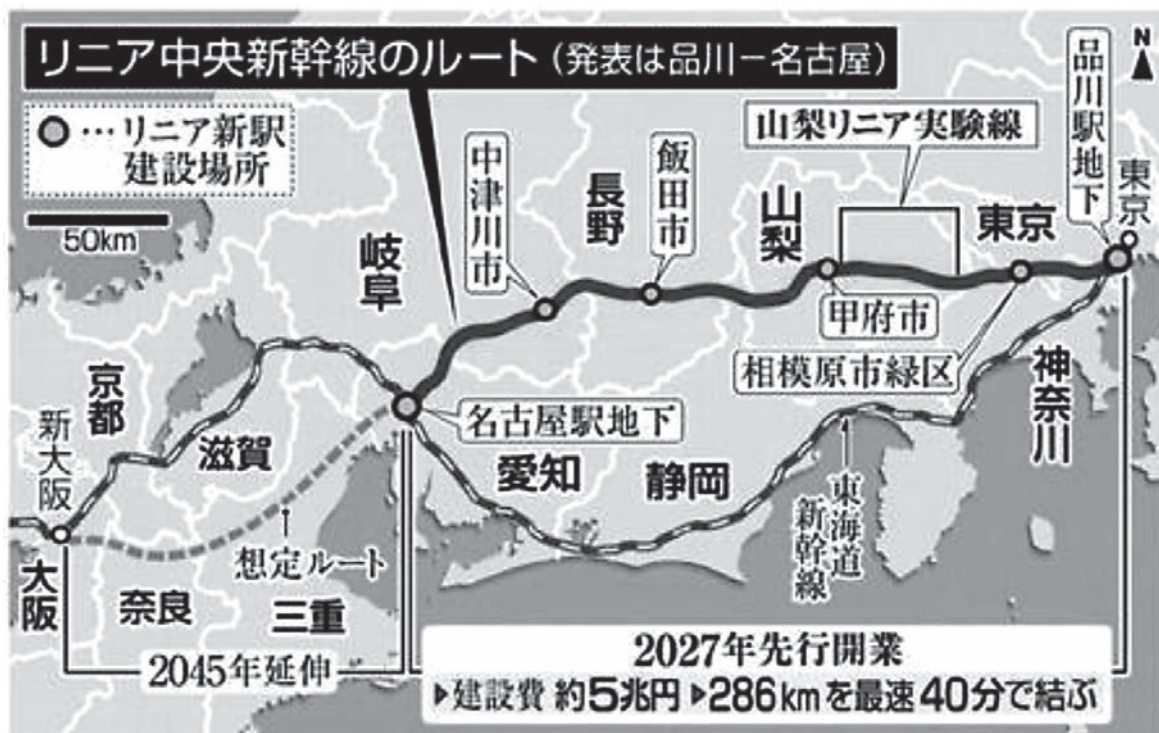 リニア中央新幹線のルート（発表は品川－名古屋）
…リニア新駅
建設場所
50km
N
品川駅地下
東京
山梨リニア実験線
中津川市
長野
飯田市
山梨
東京
岐阜
甲府市
相模原市緑区
神奈川
京都
新大阪
滋賀
名古屋駅地下
愛知
静岡
東海道
新幹線
想定ルート
大阪
奈良
三重
2045年延伸
2027年先行開業
▶建設費 約5兆円 ▶286kmを最速40分で結ぶ